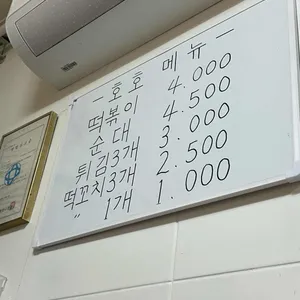 - 호호 메뉴 -
떡볶이 4.000
순대 4.500
튀김3개 3.000
떡꼬치3개 2.500
〃 1개 1.000